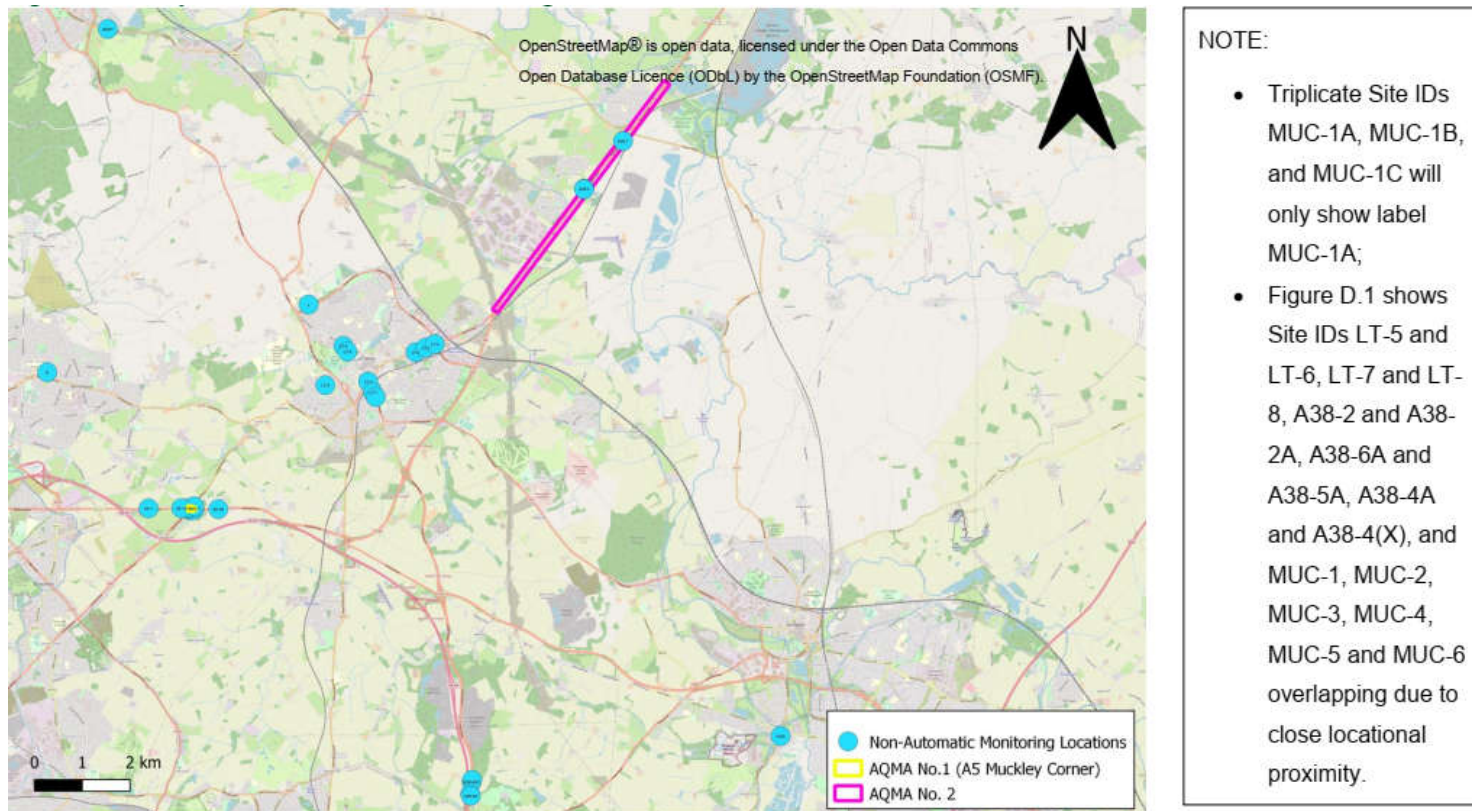 OpenStreetMap® is open data, licensed under the Open Data Commons
Open Database Licence (ODbL) by the OpenStreetMap Foundation (OSMF).
N
0 1 2 km
Non-Automatic Monitoring Locations
AQMA No.1 (A5 Muckley Corner)
AQMA No. 2
NOTE:
• Triplicate Site IDs
MUC-1A, MUC-1B,
and MUC-1C will
only show label
MUC-1A;
• Figure D.1 shows
Site IDs LT-5 and
LT-6, LT-7 and LT-
8, A38-2 and A38-
2A, A38-6A and
A38-5A, A38-4A
and A38-4(X), and
MUC-1, MUC-2,
MUC-3, MUC-4,
MUC-5 and MUC-6
overlapping due to
close locational
proximity.